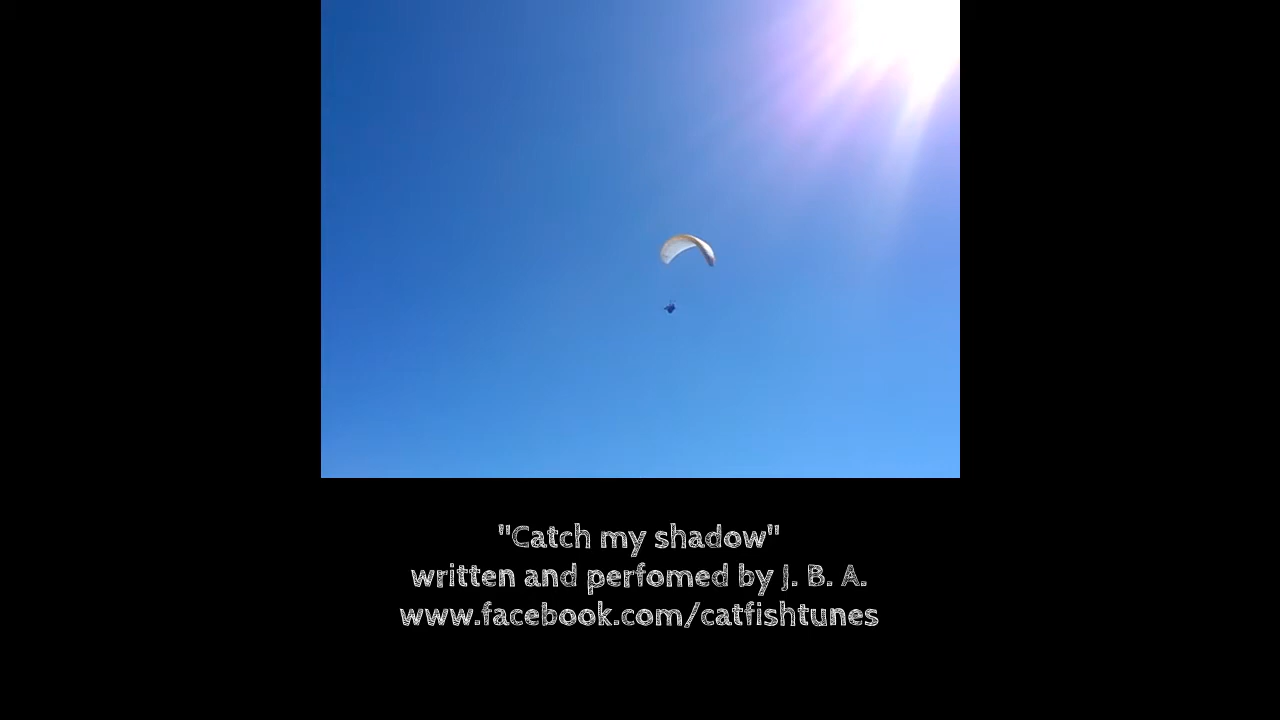 "Catch my shadow"
written and perfomed by J. B. A.
www.facebook.com/catfishtunes